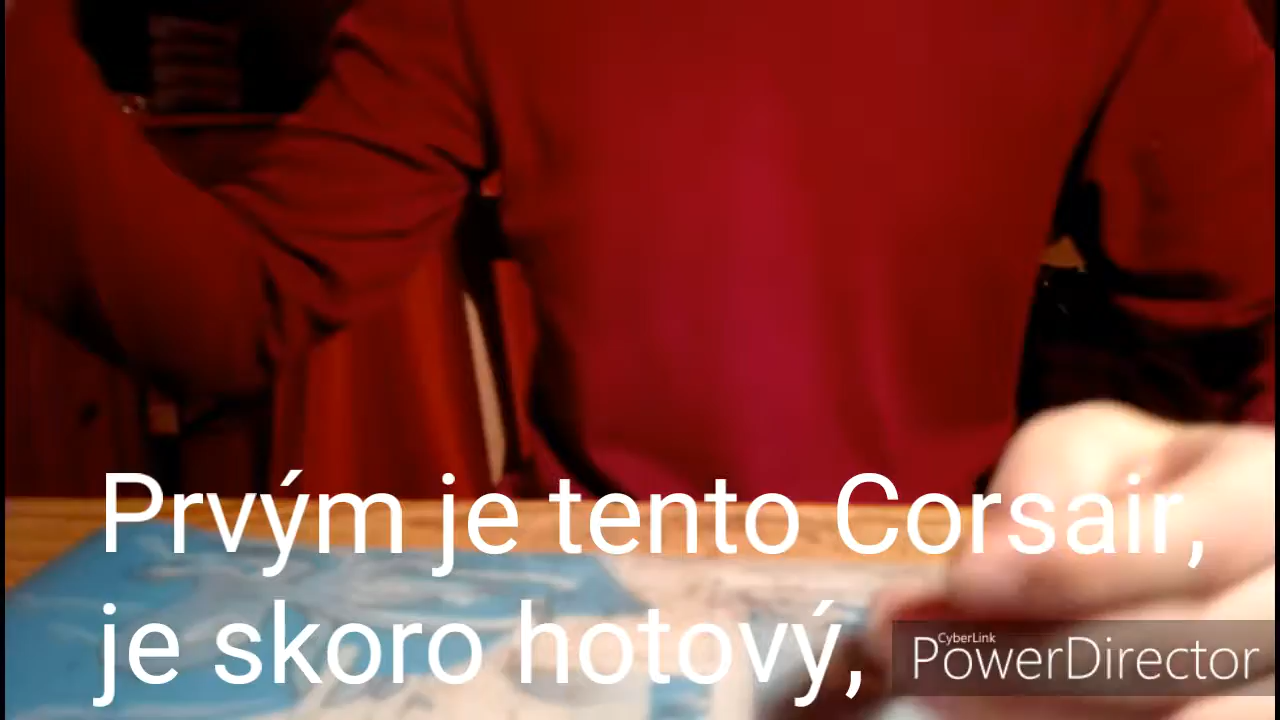 Prvým je tento Corsair,
je skoro hotový,
CyberLink
PowerDirector